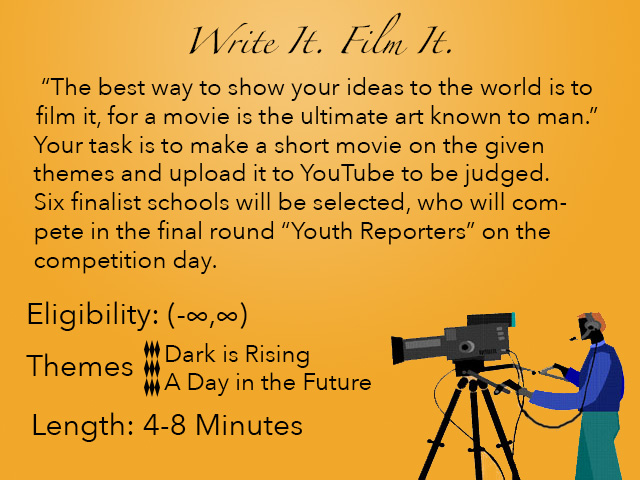 Write It. Film It.
“The best way to show your ideas to the world is to
film it, for a movie is the ultimate art known to man.”
Your task is to make a short movie on the given
themes and upload it to YouTube to be judged.
Six finalist schools will be selected, who will com-
pete in the final round “Youth Reporters” on the
competition day.
Eligibility: (-∞,∞)
Themes
Dark is Rising
A Day in the Future
Length: 4-8 Minutes